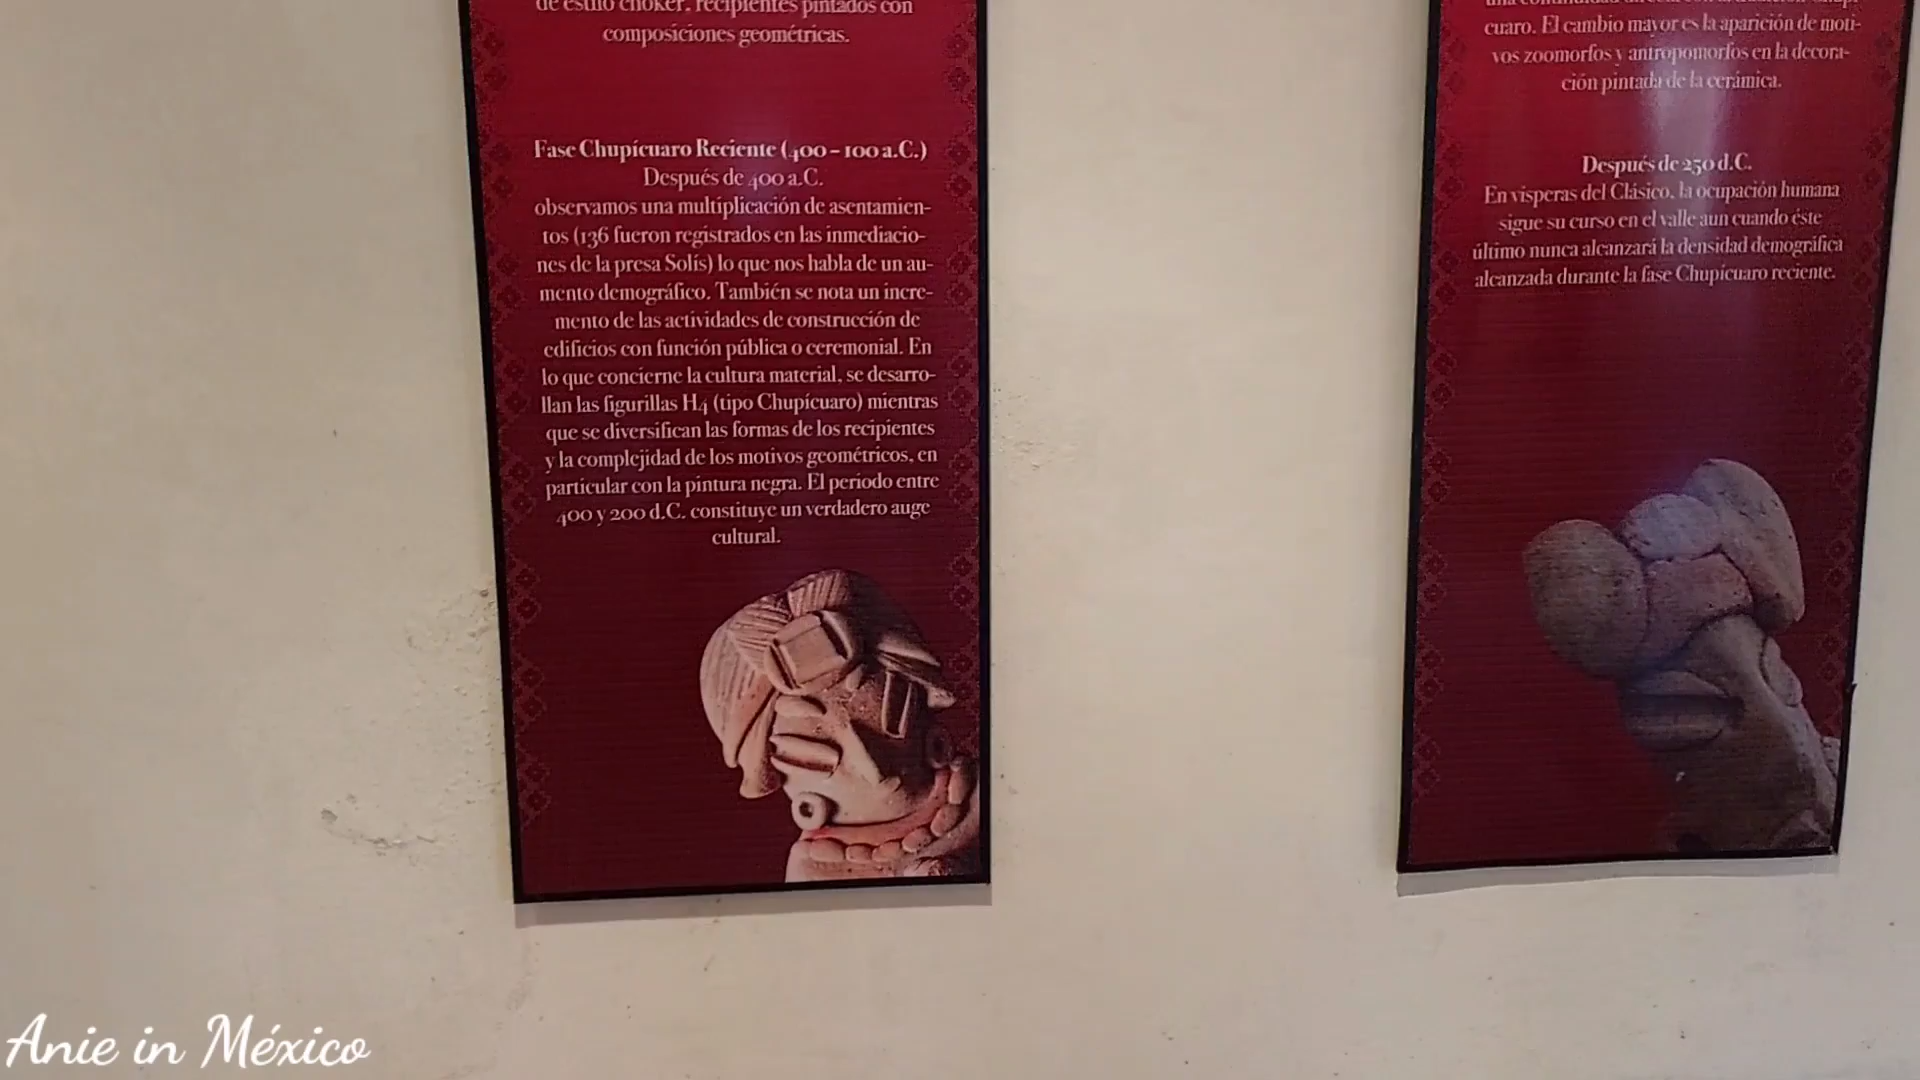 de estilo choker, recipientes pintados con
composiciones geométricas.
Fase Chupícuaro Reciente (400 – 100 a.C.)
Después de 400 a.C.
observamos una multiplicación de asentamien-
tos (136 fueron registrados en las inmediacio-
nes de la presa Solís) lo que nos habla de un au-
mento demográfico. También se nota un incre-
mento de las actividades de construcción de
edificios con función pública o ceremonial. En
lo que concierne la cultura material, se desarro-
llan las figurillas H4 (tipo Chupícuaro) mientras
que se diversifican las formas de los recipientes
y la complejidad de los motivos geométricos, en
particular con la pintura negra. El período entre
400 y 200 d.C. constituye un verdadero auge
cultural.
cuaro. El cambio mayor es la aparición de moti-
vos zoomorfos y antropomorfos en la decora-
ción pintada de la cerámica.
Después de 250 d.C.
En vísperas del Clásico, la ocupación humana
sigue su curso en el valle aun cuando éste
último nunca alcanzará la densidad demográfica
alcanzada durante la fase Chupícuaro reciente.
Anie in México